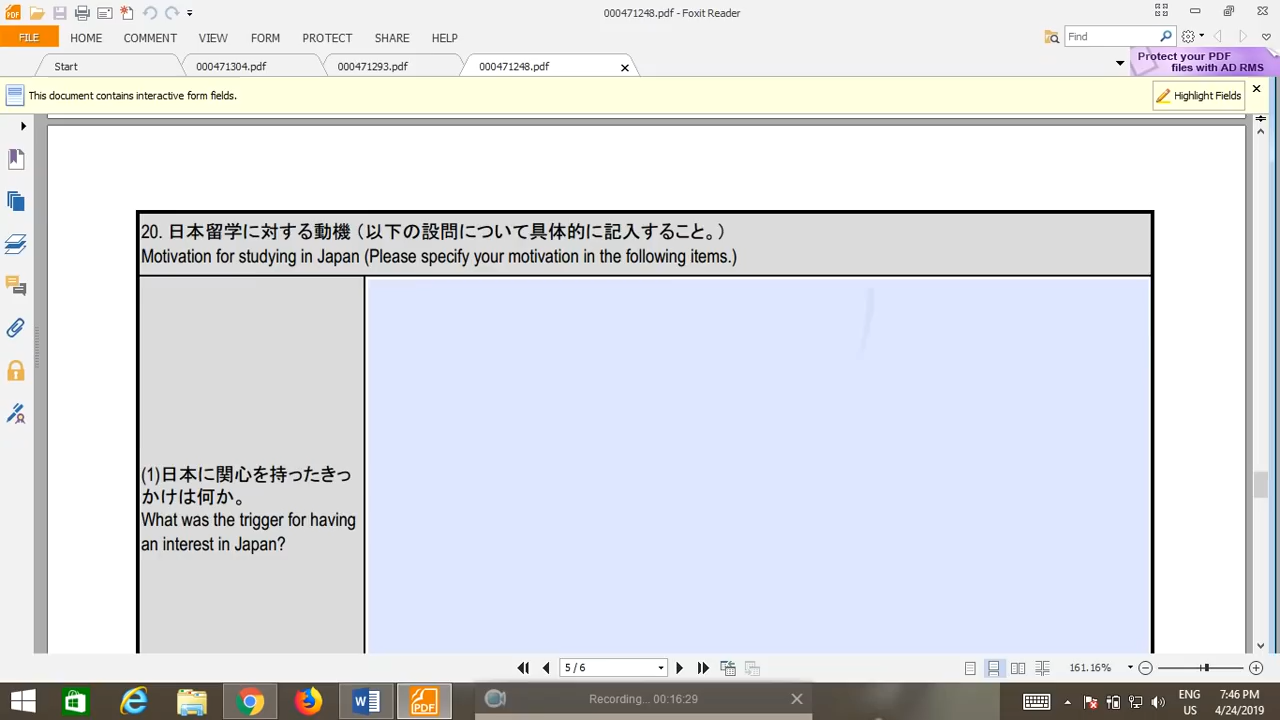 000471248.pdf - Foxit Reader
FILE
HOME
COMMENT
VIEW
FORM
PROTECT
SHARE
HELP
Find
Start
000471304.pdf
000471293.pdf
000471248.pdf
Protect your PDF
files with AD RMS
This document contains interactive form fields.
Highlight Fields
20. 日本留学に対する動機（以下の設問について具体的に記入すること。）
Motivation for studying in Japan (Please specify your motivation in the following items.)
(1)日本に関心を持ったきっ
かけは何か。
What was the trigger for having
an interest in Japan?
5 / 6
161.16%
PDF
Recording... 00:16:29
ENG
US
7:46 PM
4/24/2019